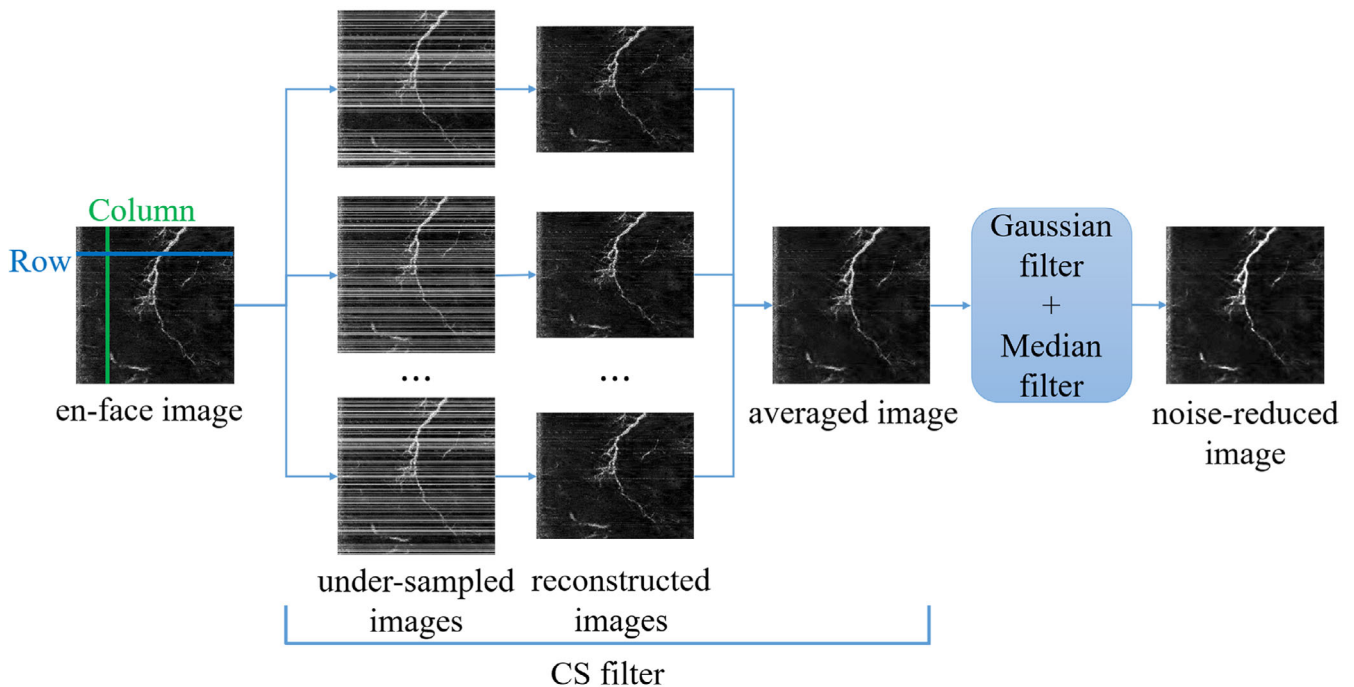 Column
Row
en-face image
...
...
under-sampled
images
reconstructed
images
CS filter
averaged image
Gaussian
filter
+
Median
filter
noise-reduced
image